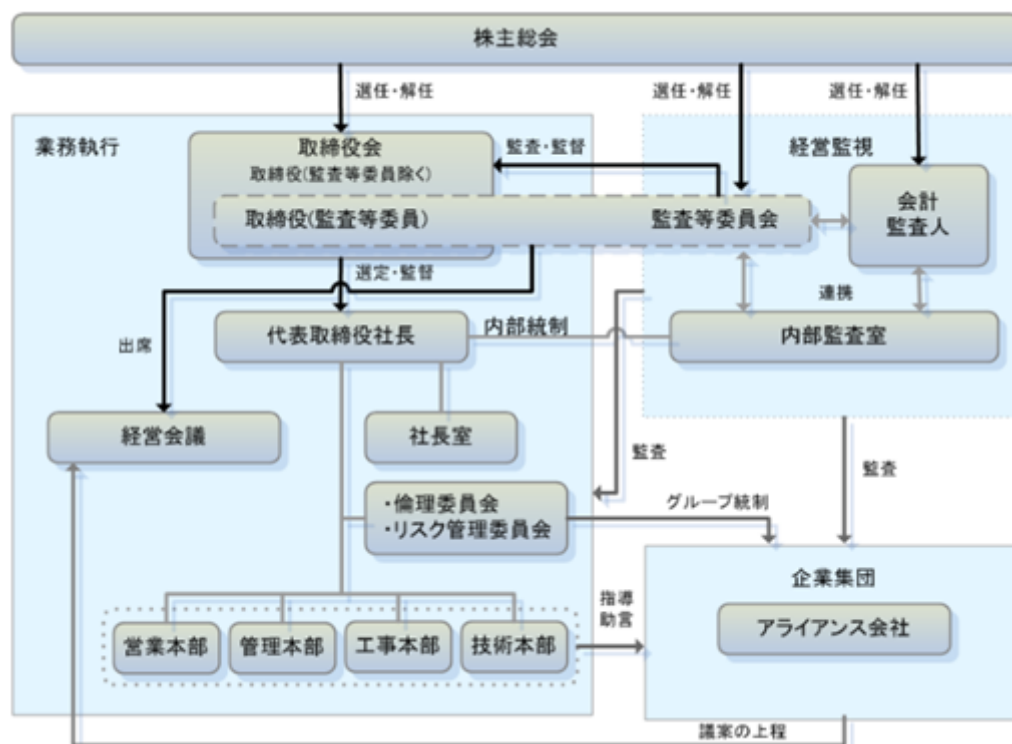 株主総会
選任・解任
選任・解任
選任・解任
業務執行
取締役会
取締役(監査等委員除く)
監査・監督
経営監視
会計
監査人
取締役(監査等委員)
監査等委員会
選定・監督
連携
代表取締役社長
内部統制
内部監査室
出席
経営会議
社長室
監査
監査
・倫理委員会
・リスク管理委員会
グループ統制
企業集団
アライアンス会社
指導
助言
営業本部
管理本部
工事本部
技術本部
議案の上程